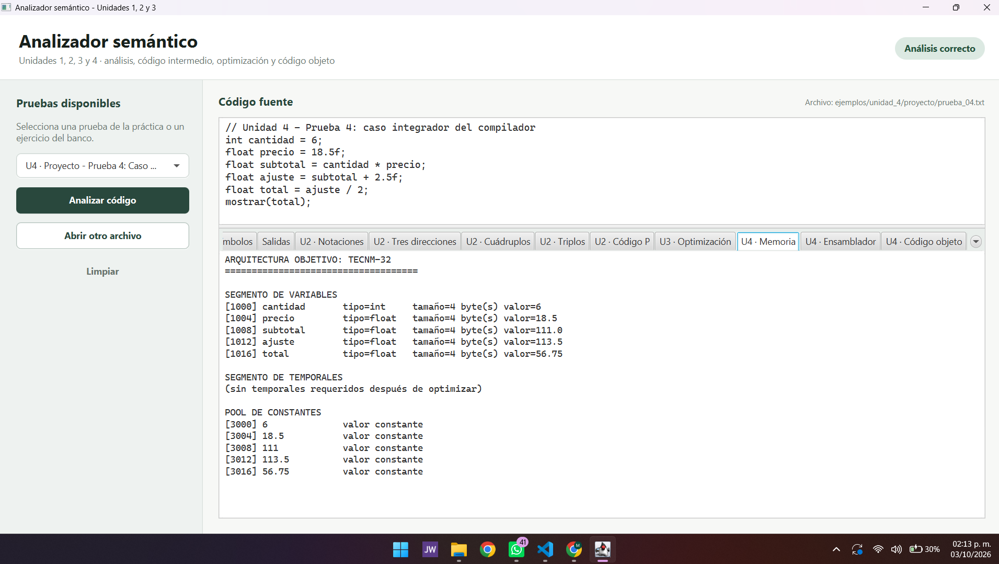 Analizador semántico - Unidades 1, 2 y 3
Analizador semántico
Unidades 1, 2, 3 y 4 · análisis, código intermedio, optimización y código objeto
Análisis correcto
Pruebas disponibles
Selecciona una prueba de la práctica o un
ejercicio del banco.
U4 · Proyecto - Prueba 4: Caso ...
Analizar código
Abrir otro archivo
Limpiar
Código fuente
Archivo: ejemplos/unidad_4/proyecto/prueba_04.txt
// Unidad 4 - Prueba 4: caso integrador del compilador
int cantidad = 6;
float precio = 18.5f;
float subtotal = cantidad * precio;
float ajuste = subtotal + 2.5f;
float total = ajuste / 2;
mostrar(total);
mbolos Salidas U2 · Notaciones U2 · Tres direcciones U2 · Cuádruplos U2 · Triplos U2 · Código P U3 · Optimización U4 · Memoria U4 · Ensamblador U4 · Código objeto
ARQUITECTURA OBJETIVO: TECNM-32
====================================
SEGMENTO DE VARIABLES
[1000] cantidad tipo=int tamaño=4 byte(s) valor=6
[1004] precio tipo=float tamaño=4 byte(s) valor=18.5
[1008] subtotal tipo=float tamaño=4 byte(s) valor=111.0
[1012] ajuste tipo=float tamaño=4 byte(s) valor=113.5
[1016] total tipo=float tamaño=4 byte(s) valor=56.75
SEGMENTO DE TEMPORALES
(sin temporales requeridos después de optimizar)
POOL DE CONSTANTES
[3000] 6 valor constante
[3004] 18.5 valor constante
[3008] 111 valor constante
[3012] 113.5 valor constante
[3016] 56.75 valor constante
JW
41
M
30%
02:13 p. m.
03/10/2026